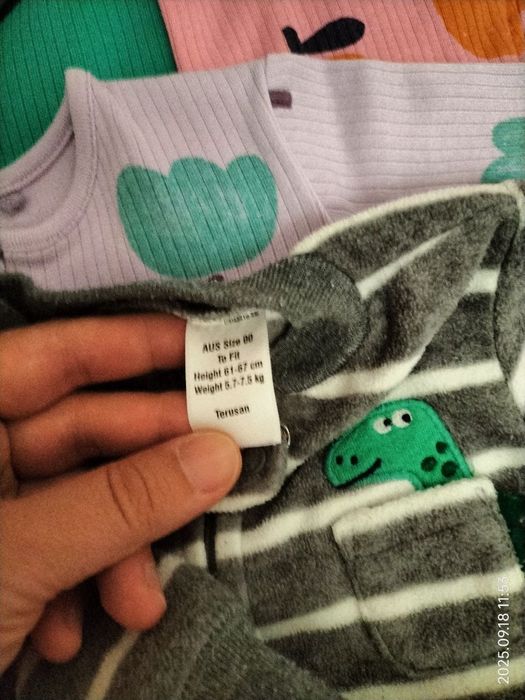 AUS Size 00
To Fit
Height 61-67 cm
Weight 5.7-7.5 kg
Terusan
2025.09.18 11:53